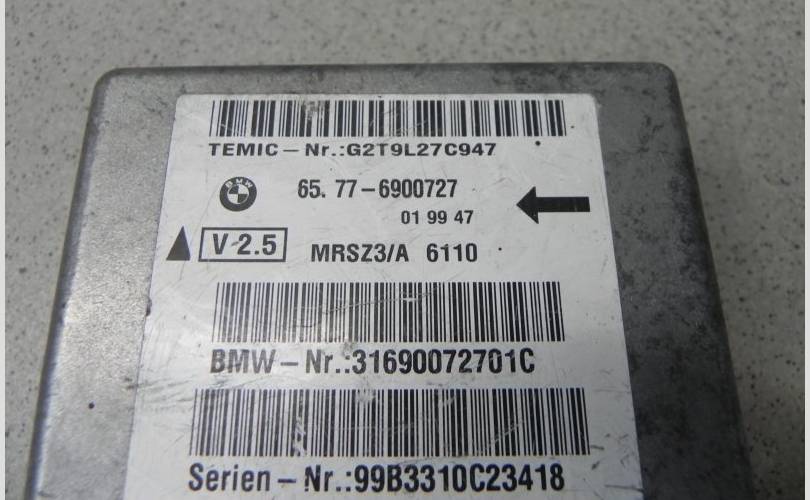 TEMIC-Nr.:G2T9L27C947
BMW
65. 77-6900727
01 99 47
V-2.5
MRSZ3/A 6110
BMW-Nr.:31690072701C
Serien-Nr.:99B3310C23418